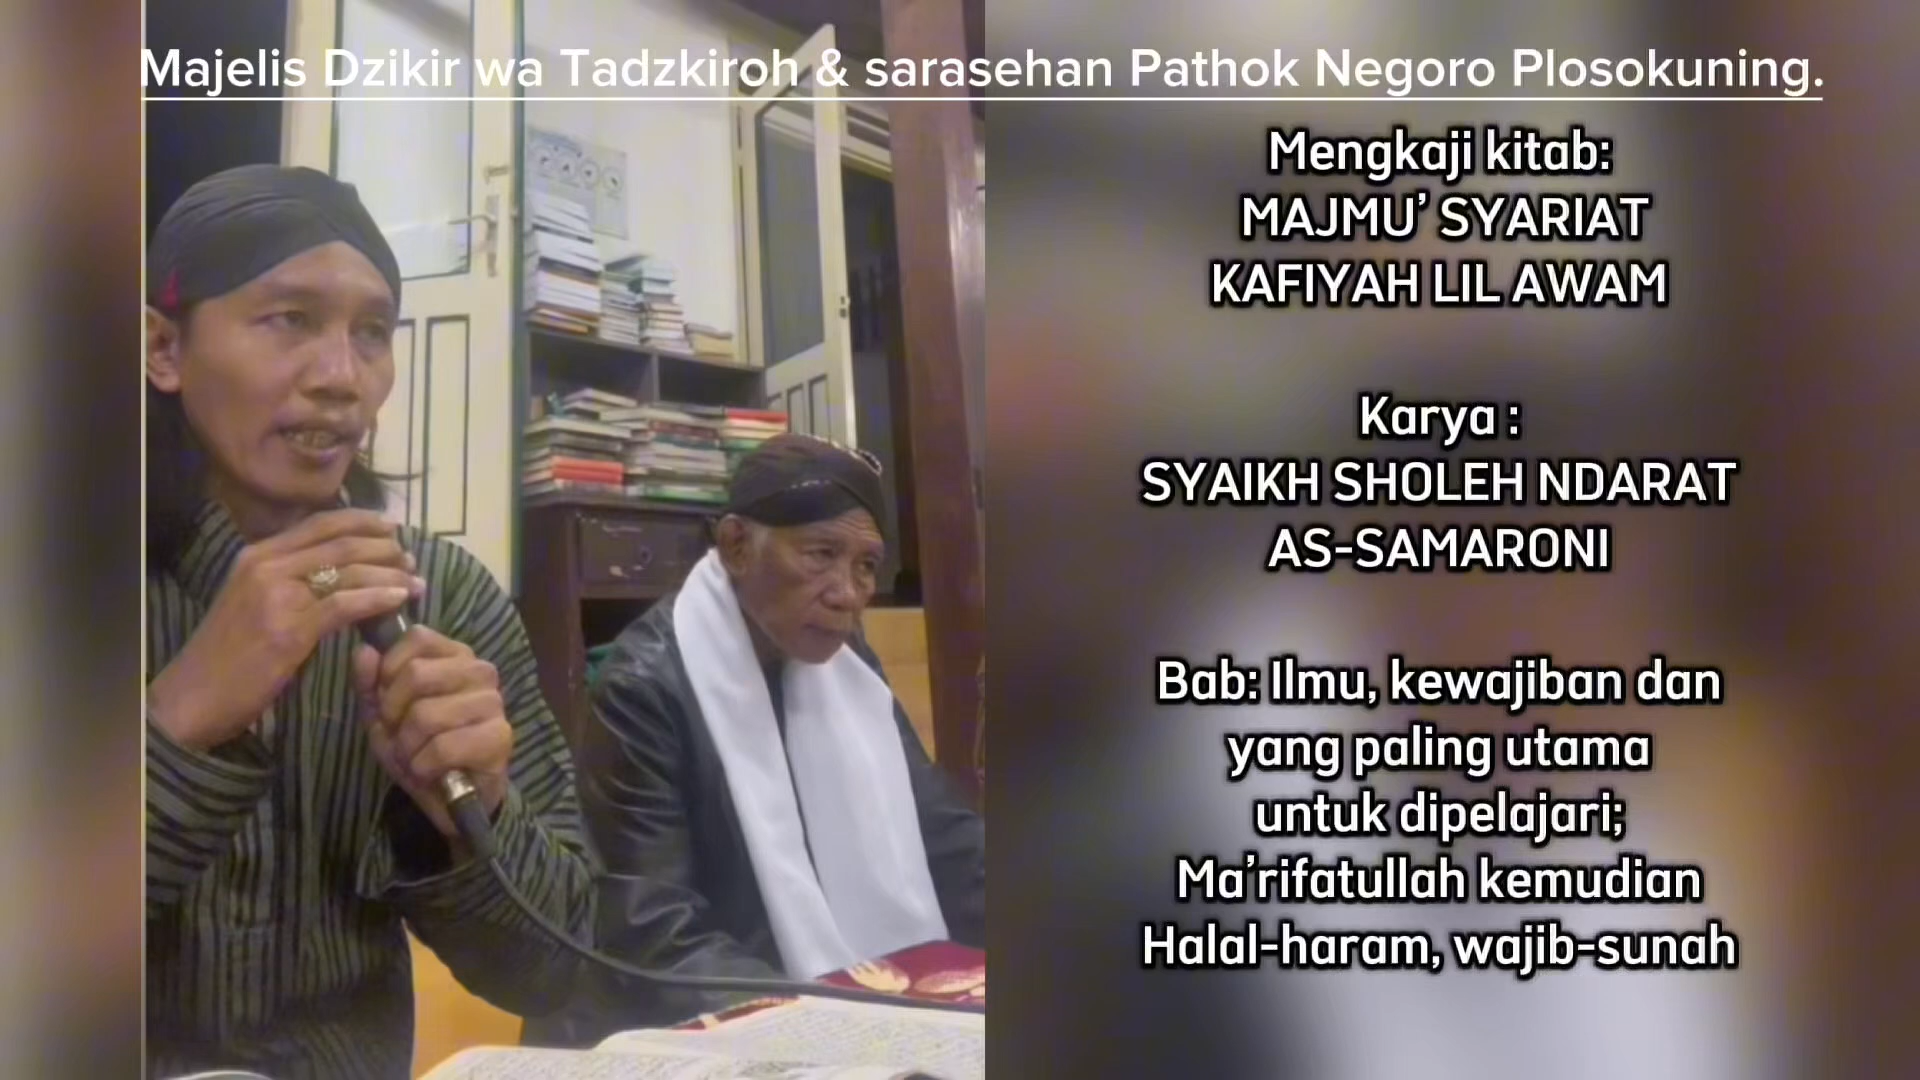 Majelis Dzikir wa Tadzkiroh & sarasehan Pathok Negoro Plosokuning.
Mengkaji kitab:
MAJMU’ SYARIAT
KAFIYAH LIL AWAM
Karya :
SYAIKH SHOLEH NDARAT
AS-SAMARONI
Bab: Ilmu, kewajiban dan
yang paling utama
untuk dipelajari;
Ma’rifatullah kemudian
Halal-haram, wajib-sunah